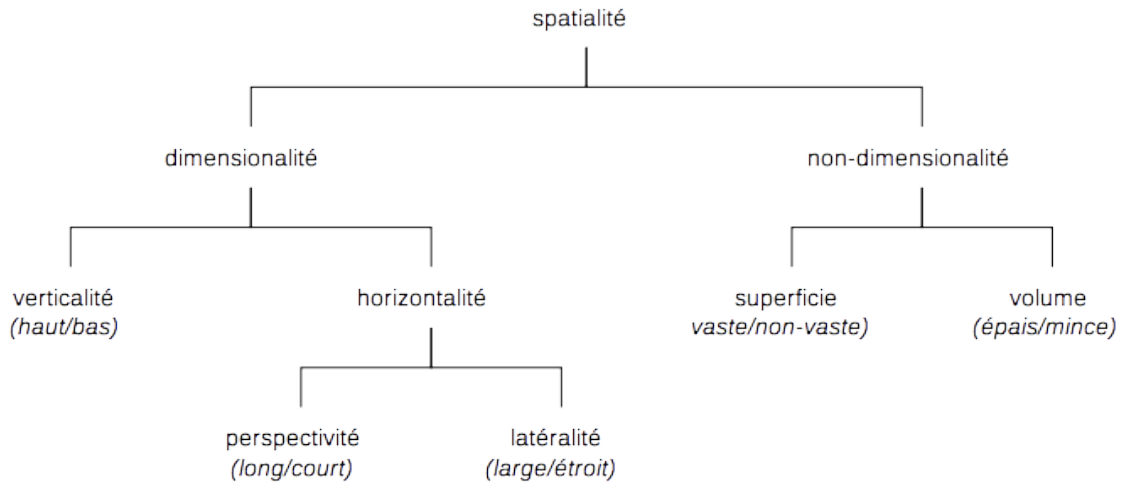 spatialité
dimensionalité
non-dimensionalité
verticalité
(haut/bas)
horizontalité
superficie
vaste/non-vaste)
volume
(épais/mince)
perspectivité
(long/court)
latéralité
(large/étroit)